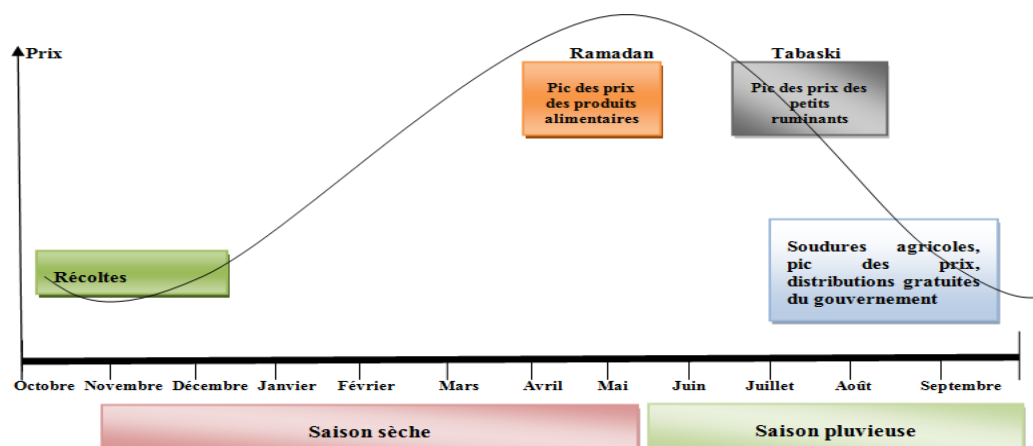 Prix
Ramadan
Tabaski
Pic des prix
des produits
alimentaires
Pic des prix des
petits
ruminants
Récoltes
Soudures agricoles,
pic des prix,
distributions gratuites
du gouvernement
Octobre Novembre Décembre Janvier Février Mars Avril Mai Juin Juillet Août Septembre
Saison sèche
Saison pluvieuse